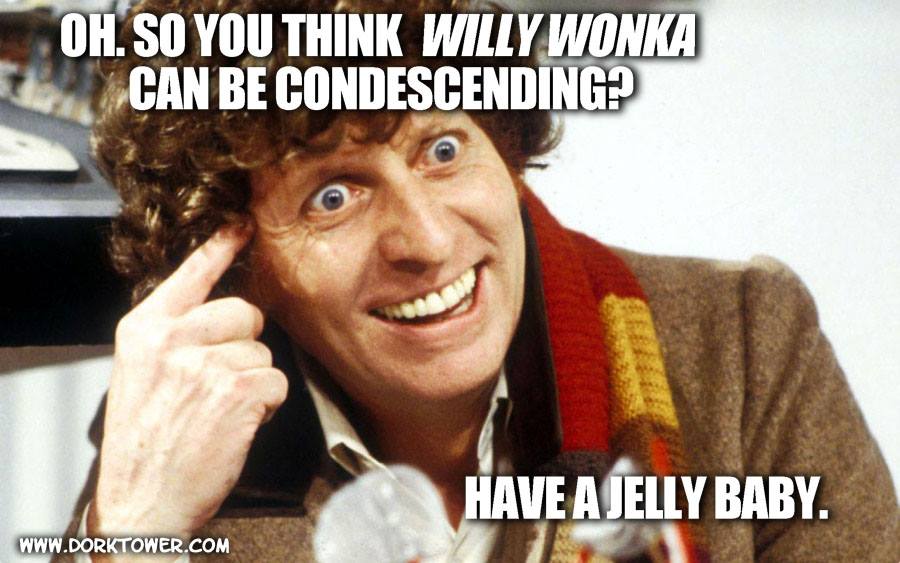 OH. SO YOU THINK WILLY WONKA
CAN BE CONDESCENDING?
HAVE A JELLY BABY.
WWW.DORKTOWER.COM